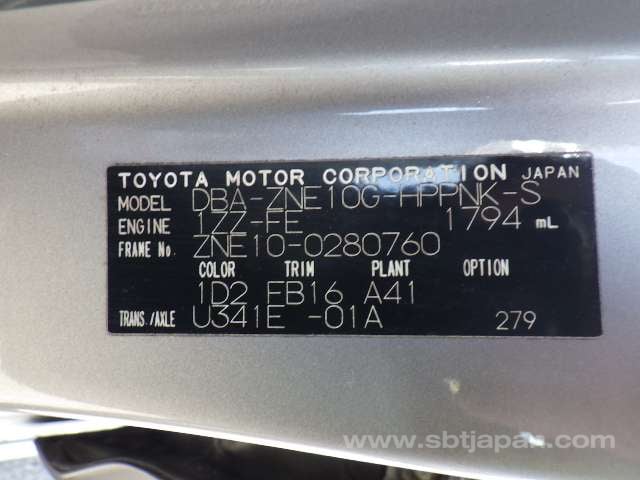 TOYOTA MOTOR CORPORATION JAPAN
MODEL DBA-ZNE10G-HPPNK-S
ENGINE 1ZZ-FE 1794 mL
FRAME No. ZNE10-0280760
COLOR TRIM PLANT OPTION
1D2 FB16 A41
TRANS./AXLE U341E -01A 279
www.sbtjapan.com